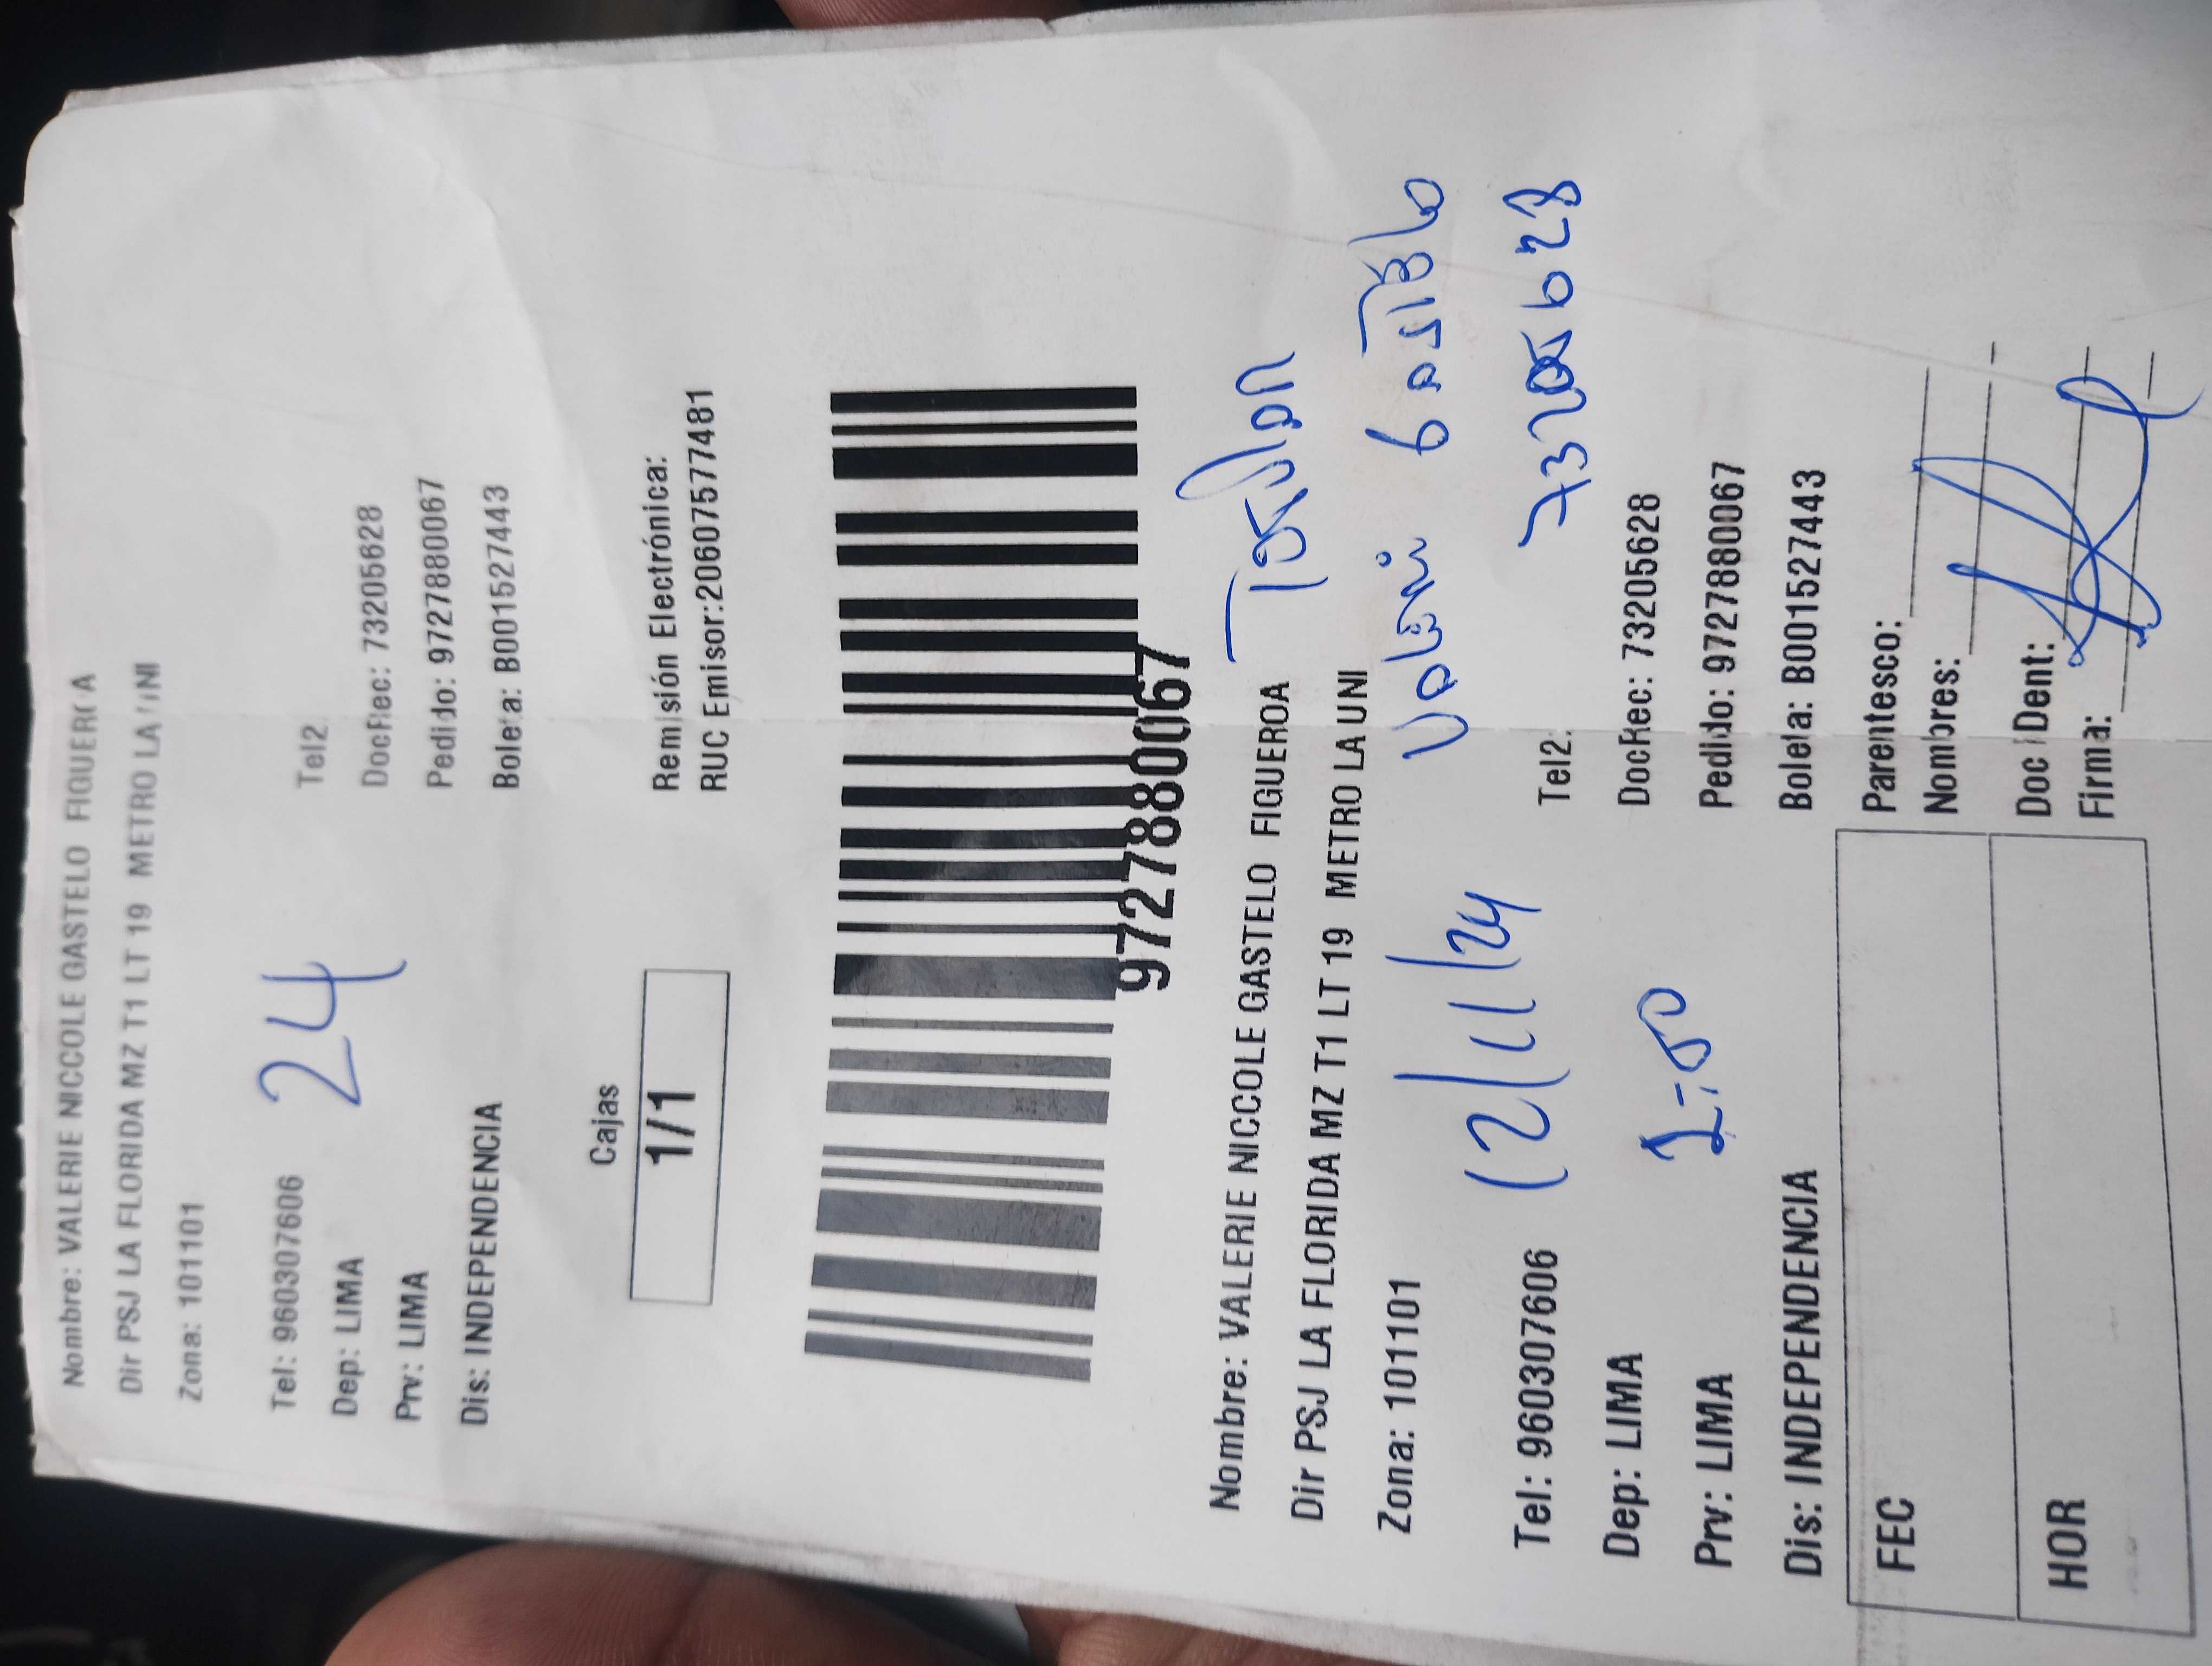 Nombre: VALERIE NICCOLE GASTELO FIGUEROA
Dir PSJ LA FLORIDA MZ T1 LT 19 METRO LA UNI
Zona: 101101
24
Tel: 960307606 Tel2:
Dep: LIMA DocRec: 73205628
Prv: LIMA Pedido: 9727880067
Dis: INDEPENDENCIA Boleta: B001527443
Cajas
1/1
Remisión Electrónica:
RUC Emisor:20607577481
9727880067
Nombre: VALERIE NICCOLE GASTELO FIGUEROA
Dir PSJ LA FLORIDA MZ T1 LT 19 METRO LA UNI
Zona: 101101
12/11/24
73205628
Tel: 960307606 Tel2:
Dep: LIMA DocRec: 73205628
Prv: LIMA Pedido: 9727880067
Dis: INDEPENDENCIA Boleta: B001527443
FEC Parentesco:
Nombres:
HOR Doc iDent:
Firma: